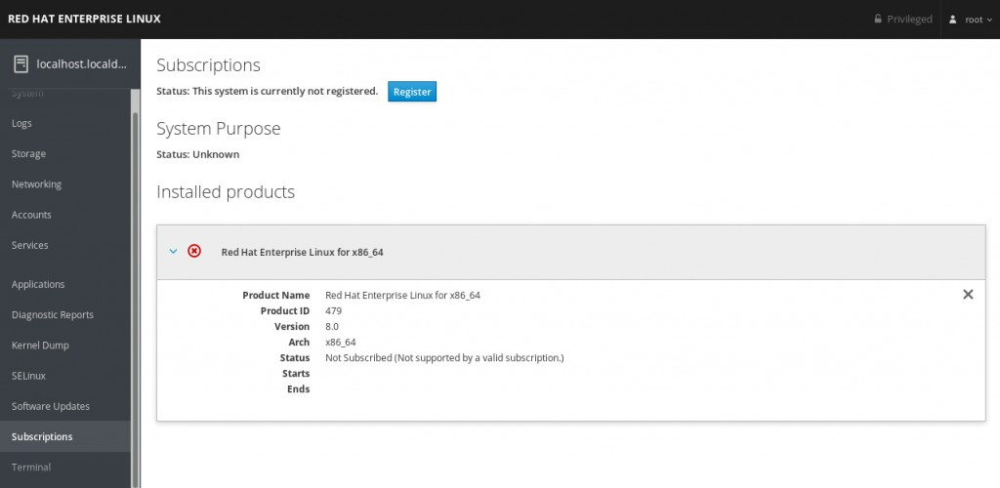 RED HAT ENTERPRISE LINUX
Privileged
root
localhost.locald...
System
Logs
Storage
Networking
Accounts
Services
Applications
Diagnostic Reports
Kernel Dump
SELinux
Software Updates
Subscriptions
Terminal
Subscriptions
Status: This system is currently not registered. Register
System Purpose
Status: Unknown
Installed products
Red Hat Enterprise Linux for x86_64
Product Name Red Hat Enterprise Linux for x86_64
Product ID 479
Version 8.0
Arch x86_64
Status Not Subscribed (Not supported by a valid subscription.)
Starts
Ends